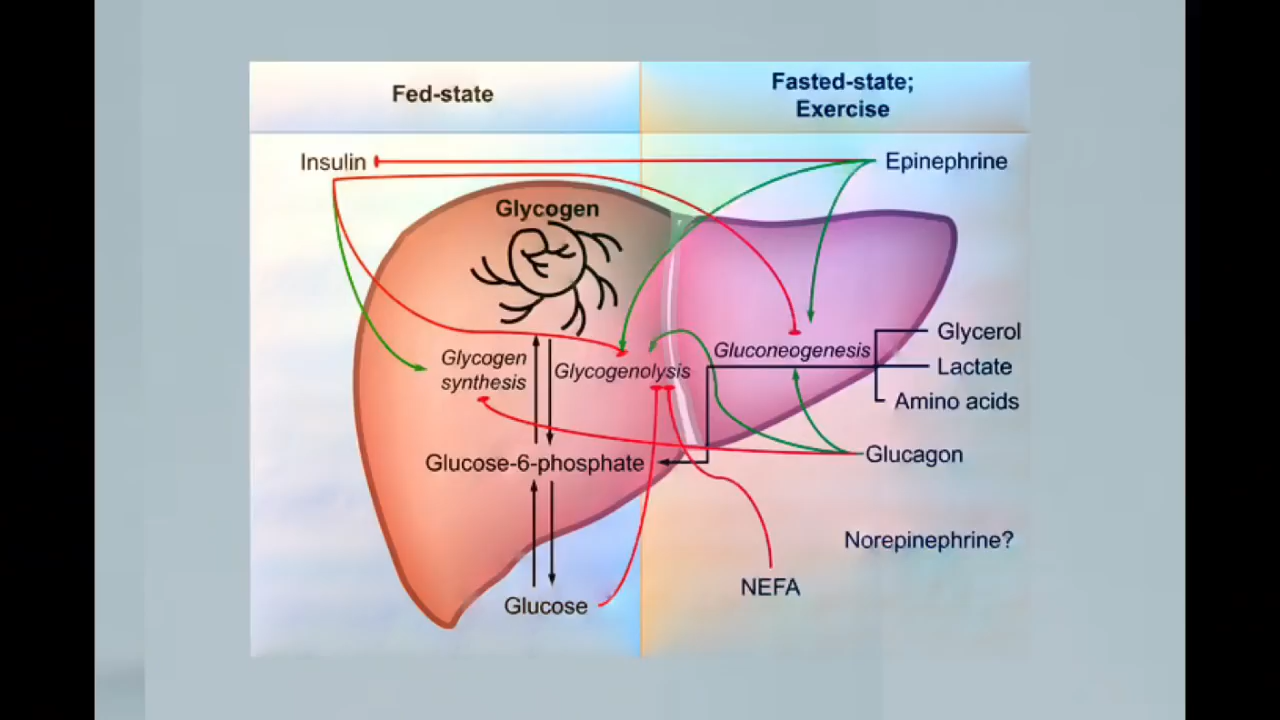 Fed-state
Fasted-state;
Exercise
Insulin
Epinephrine
Glycogen
Glycogen
synthesis
Glycogenolysis
Gluconeogenesis
Glycerol
Lactate
Amino acids
Glucose-6-phosphate
Glucagon
Norepinephrine?
NEFA
Glucose